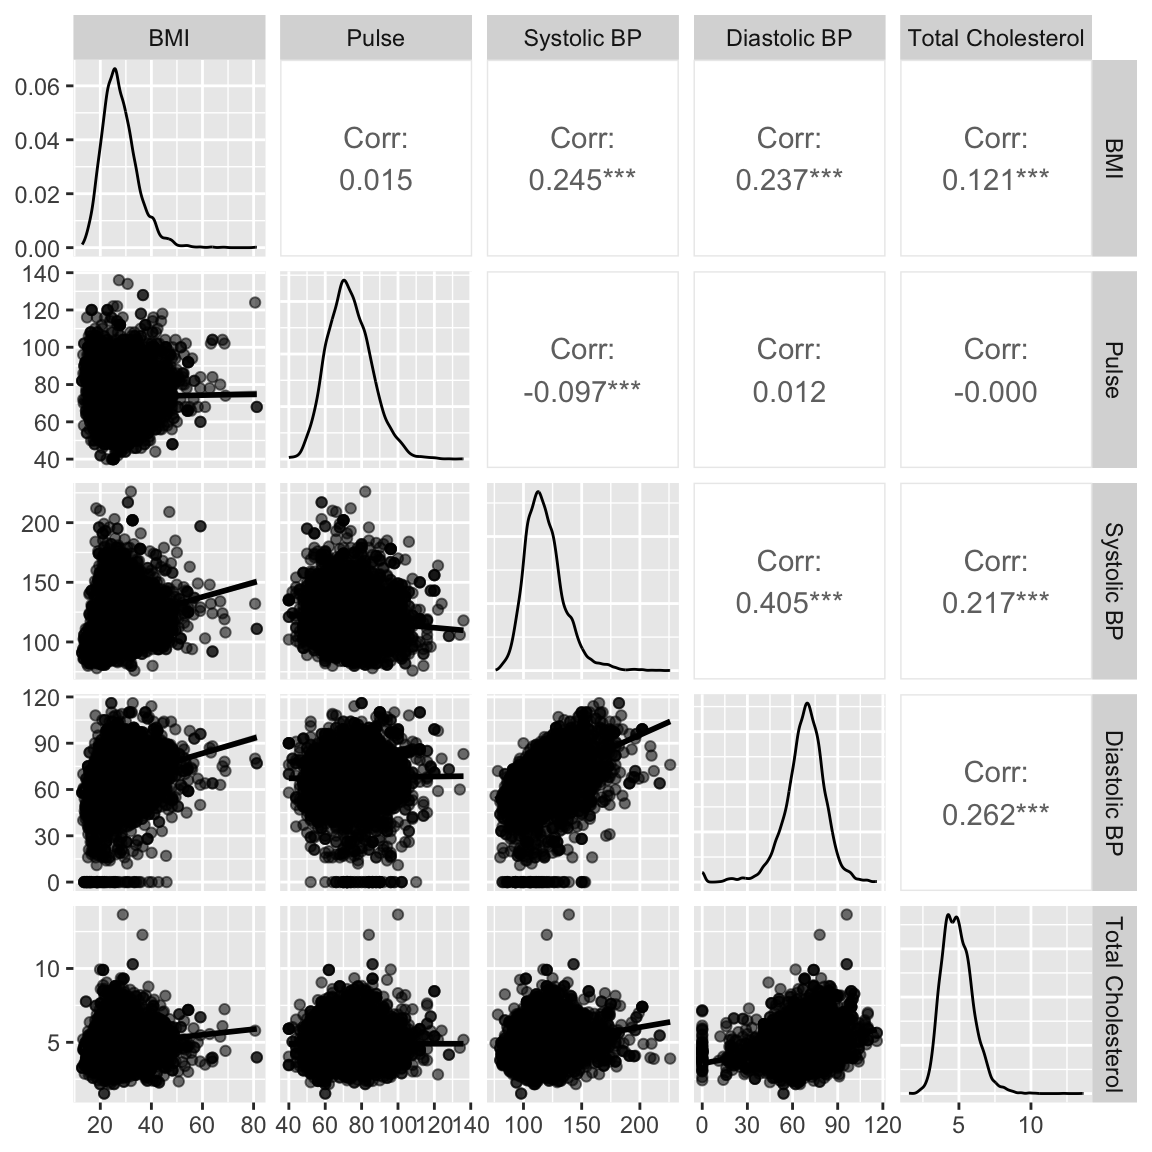 BMI Pulse Systolic BP Diastolic BP Total Cholesterol
0.06
0.04
0.02
0.00
Corr:
0.015
Corr:
0.245***
Corr:
0.237***
Corr:
0.121***
BMI
140
120
100
80
60
40
Corr:
-0.097***
Corr:
0.012
Corr:
-0.000
Pulse
200
150
100
Corr:
0.405***
Corr:
0.217***
Systolic BP
120
90
60
30
0
Corr:
0.262***
Diastolic BP
10
5
Total Cholesterol
20 40 60 80 40 60 80 100 120 140 100 150 200 0 30 60 90 120 5 10